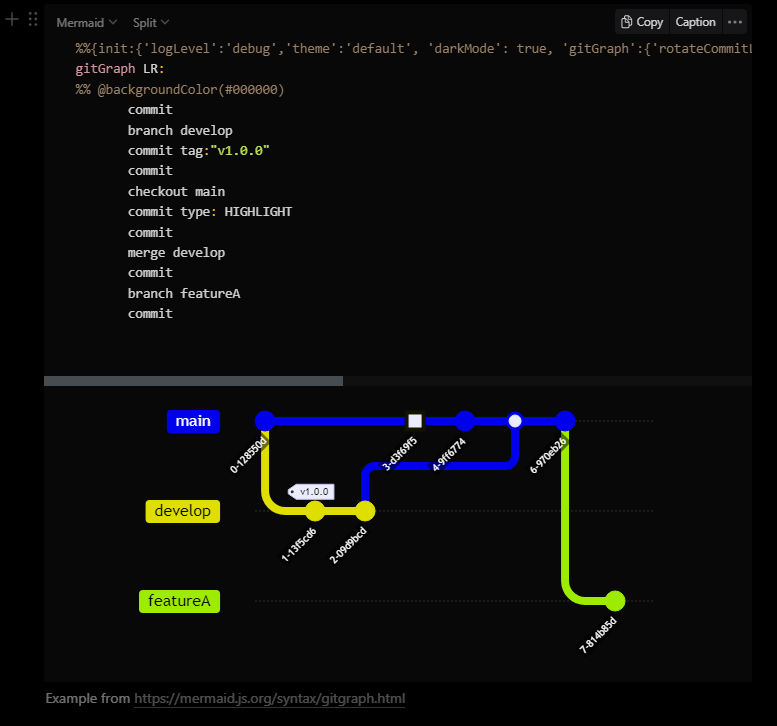 Mermaid Split Copy Caption
%%{init:{'logLevel':'debug','theme':'default', 'darkMode': true, 'gitGraph':{'rotateCommitL
gitGraph LR:
%% @backgroundColor(#000000)
commit
branch develop
commit tag:"v1.0.0"
commit
checkout main
commit type: HIGHLIGHT
commit
merge develop
commit
branch featureA
commit
main
0-128550d
3-d3f69f5
4-9ff6774
6-970eb26
v1.0.0
develop
1-13f5cd6
2-09d9bcd
featureA
7-814b85d
Example from https://mermaid.js.org/syntax/gitgraph.html